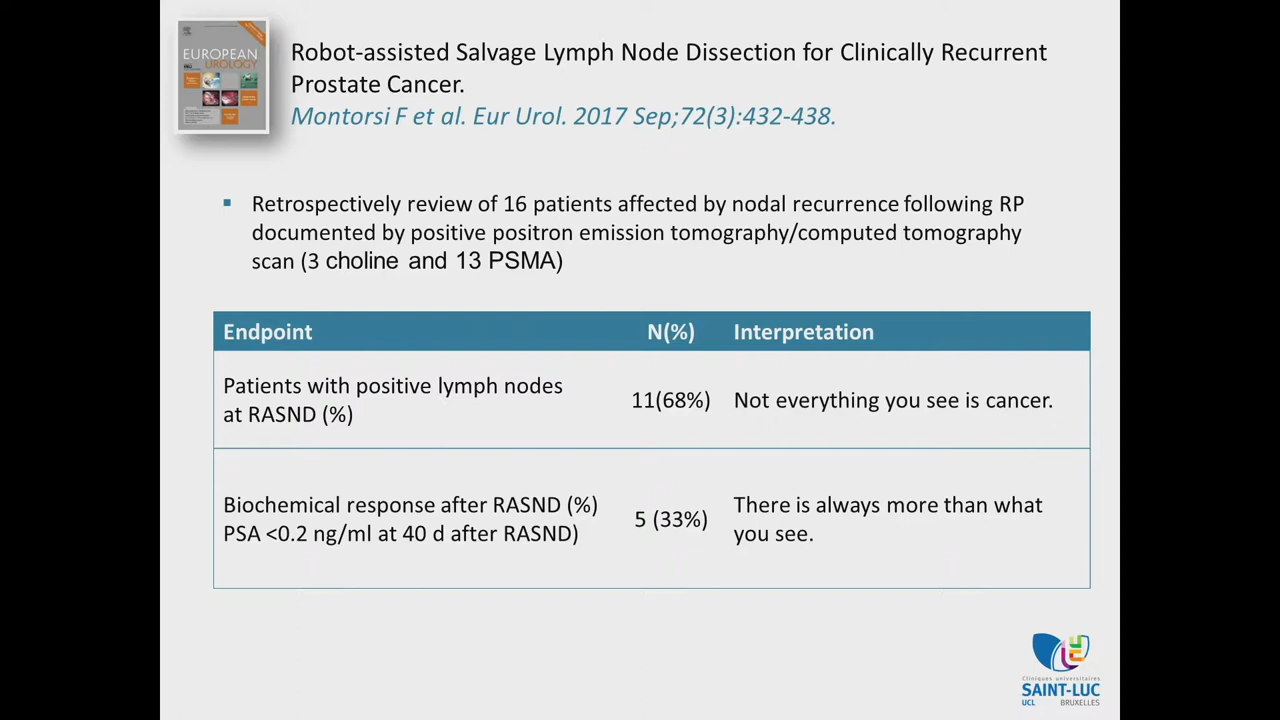 EUROPEAN
UROLOGY
Robot-assisted Salvage Lymph Node Dissection for Clinically Recurrent
Prostate Cancer.
Montorsi F et al. Eur Urol. 2017 Sep;72(3):432-438.
Retrospectively review of 16 patients affected by nodal recurrence following RP
documented by positive positron emission tomography/computed tomography
scan (3 choline and 13 PSMA)
Endpoint N(%) Interpretation
Patients with positive lymph nodes
at RASND (%)
11(68%) Not everything you see is cancer.
Biochemical response after RASND (%)
PSA <0.2 ng/ml at 40 d after RASND)
5 (33%)
There is always more than what
you see.
Cliniques universitaires
SAINT-LUC
UCL BRUXELLES